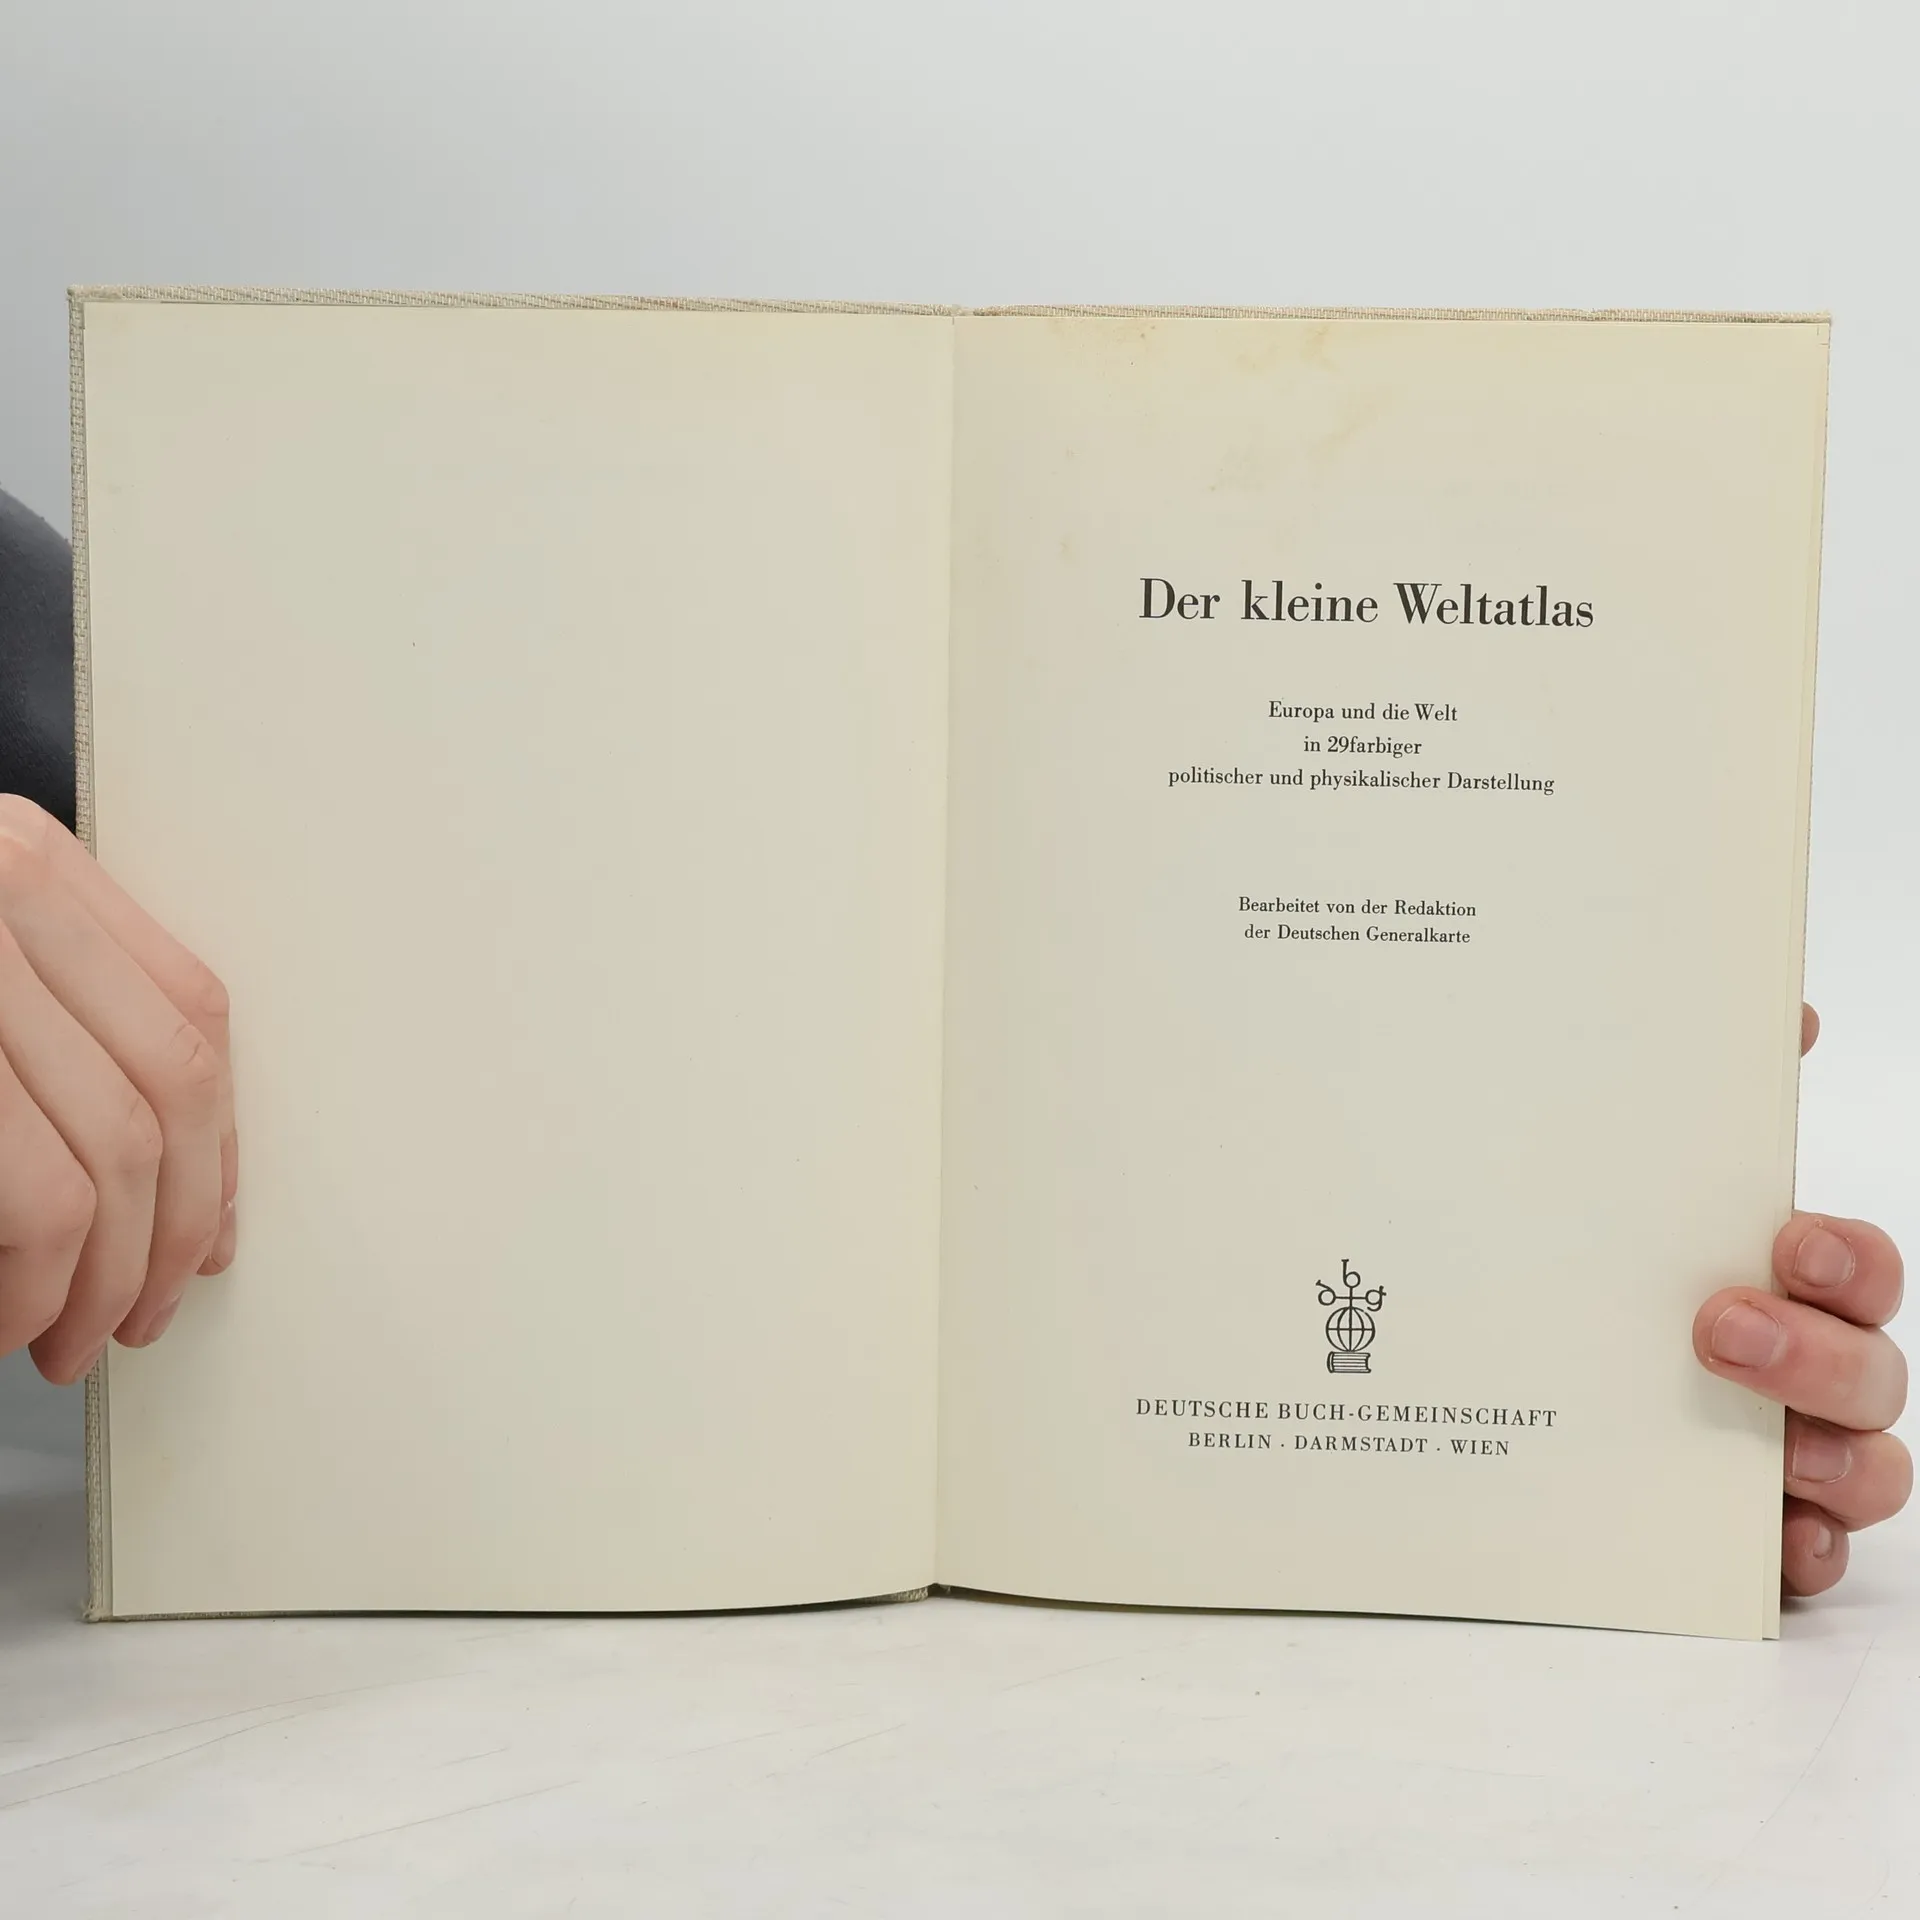 Der kleine Weltatlas
Europa und die Welt
in 29farbiger
politischer und physikalischer Darstellung
Bearbeitet von der Redaktion
der Deutschen Generalkarte
dbg
DEUTSCHE BUCH-GEMEINSCHAFT
BERLIN · DARMSTADT · WIEN